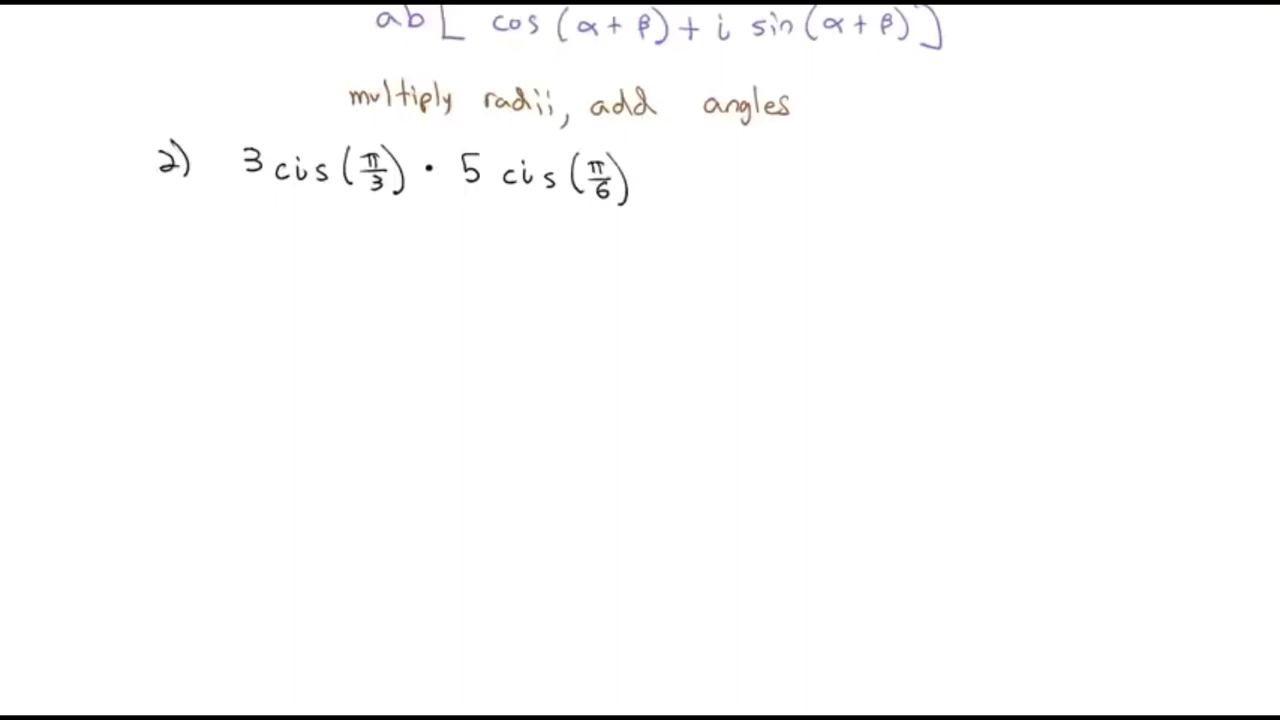 ab[ cos (α + β) + i sin (α + β) ]
multiply radii, add angles
2) 3 cis (π/3) · 5 cis (π/6)